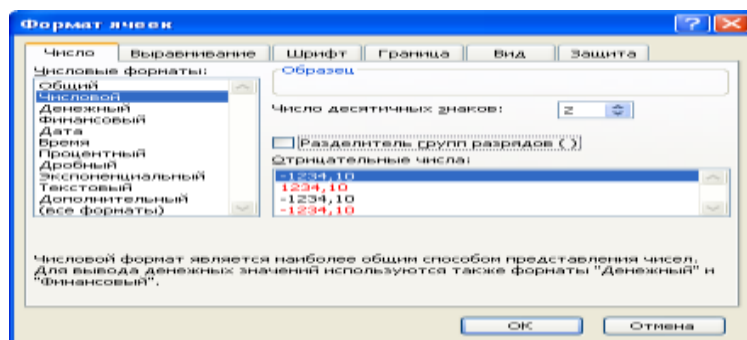 Формат ячеек
Число Выравнивание Шрифт Граница Вид Защита
Числовые форматы:
Общий
Числовой
Денежный
Финансовый
Дата
Время
Процентный
Дробный
Экспоненциальный
Текстовый
Дополнительный
(все форматы)
Образец
Число десятичных знаков: 2
Разделитель групп разрядов ( )
Отрицательные числа:
-1234,10
1234,10
-1234,10
-1234,10
Числовой формат является наиболее общим способом представления чисел.
Для вывода денежных значений используются также форматы "Денежный" и
"Финансовый".
OK Отмена